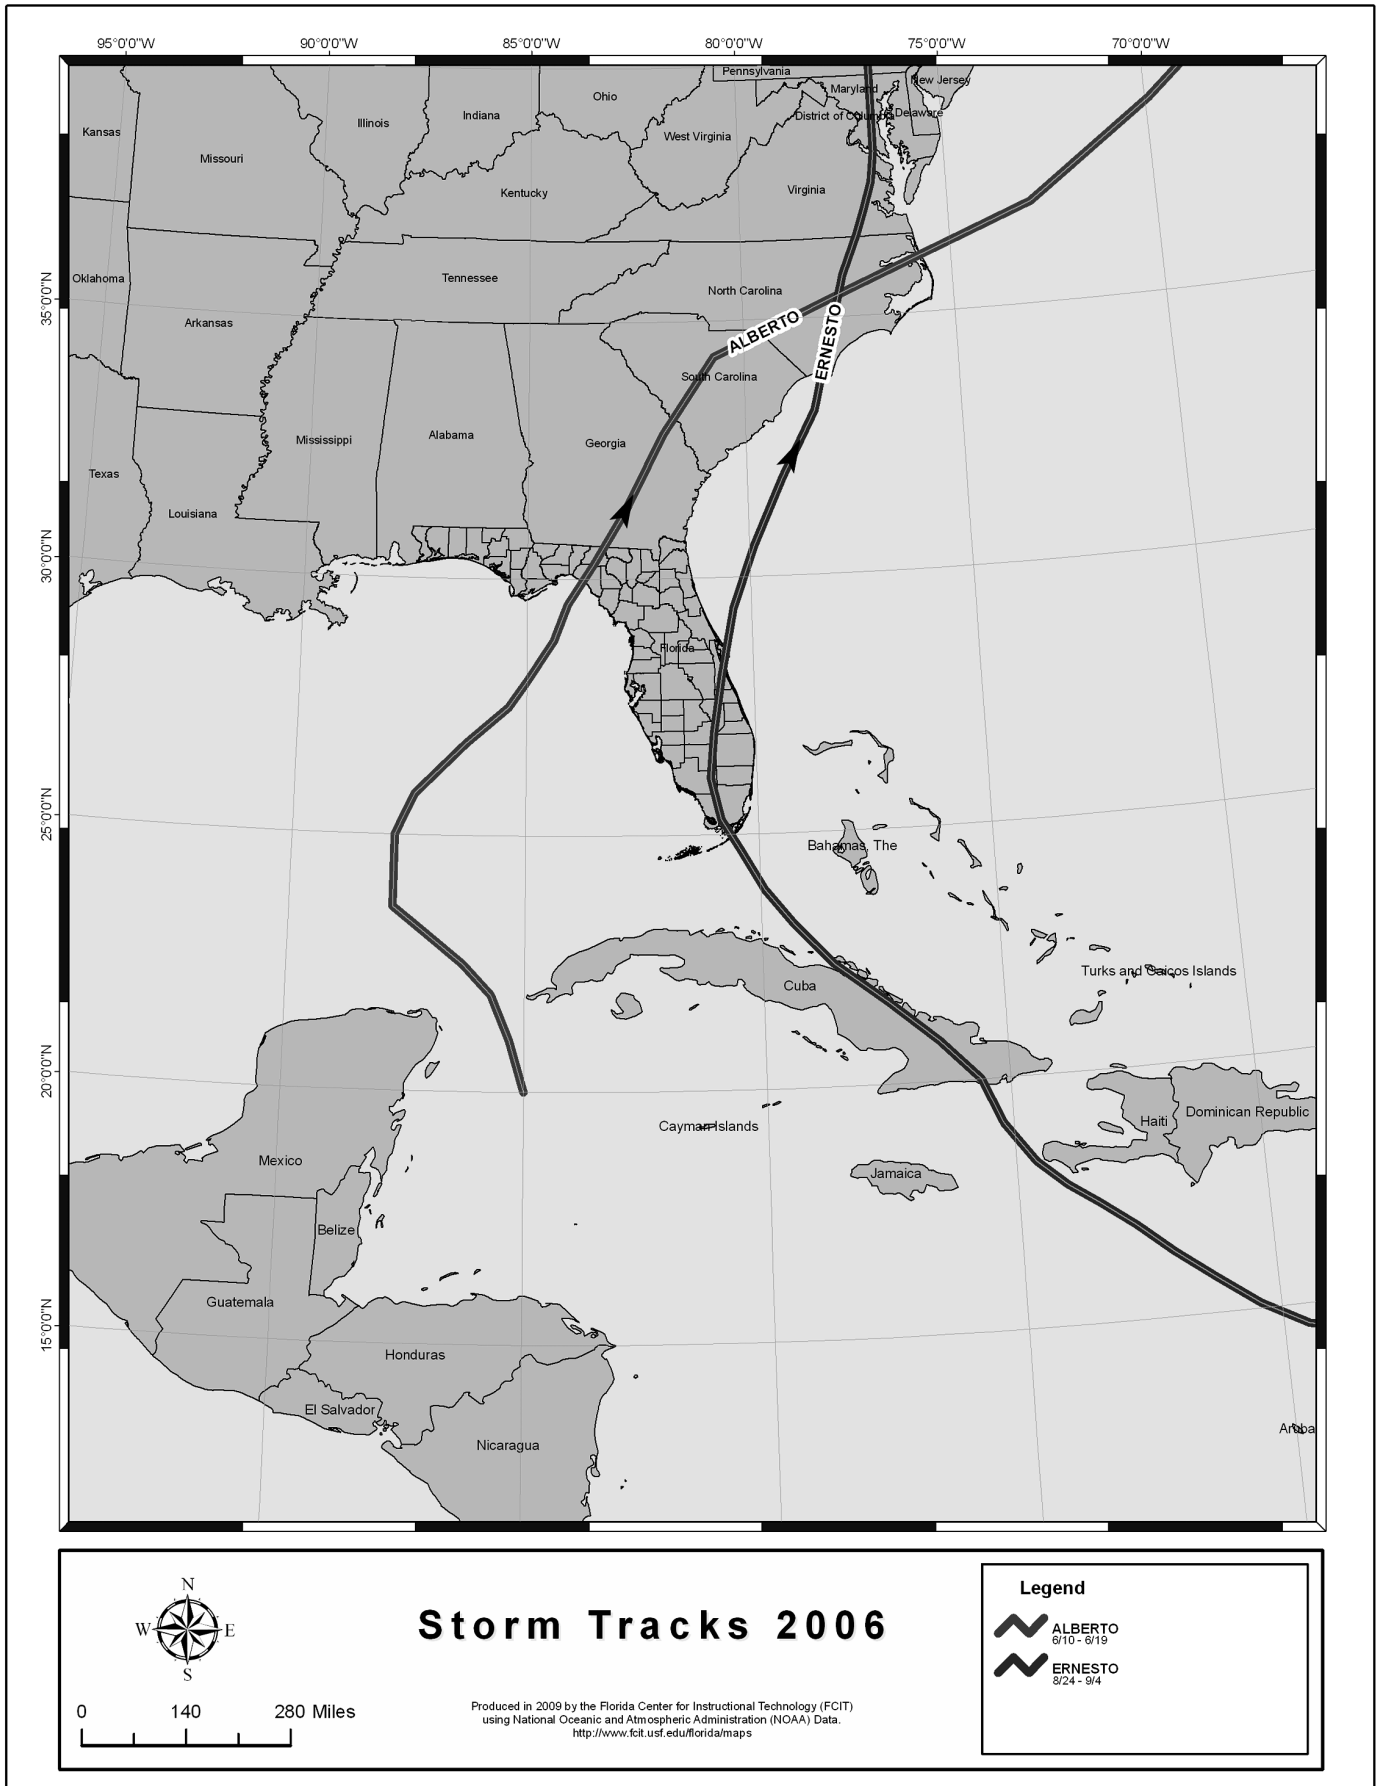 95°0'0"W 90°0'0"W 85°0'0"W 80°0'0"W 75°0'0"W 70°0'0"W
Pennsylvania
New Jersey
Maryland
Ohio
Indiana
Illinois
District of Columbia
Delaware
Kansas
West Virginia
Missouri
Kentucky
Virginia
Oklahoma
Tennessee
North Carolina
35°0'0"N
Arkansas
ALBERTO
ERNESTO
South Carolina
Mississippi
Alabama
Georgia
Texas
Louisiana
30°0'0"N
Florida
25°0'0"N
Bahamas, The
Turks and Caicos Islands
Cuba
20°0'0"N
Dominican Republic
Haiti
Cayman Islands
Mexico
Jamaica
Belize
Guatemala
15°0'0"N
Honduras
El Salvador
Aruba
Nicaragua
N
W E
S
0 140 280 Miles
Storm Tracks 2006
Produced in 2009 by the Florida Center for Instructional Technology (FCIT)
using National Oceanic and Atmospheric Administration (NOAA) Data.
http://www.fcit.usf.edu/florida/maps
Legend
ALBERTO
6/10 - 6/19
ERNESTO
8/24 - 9/4